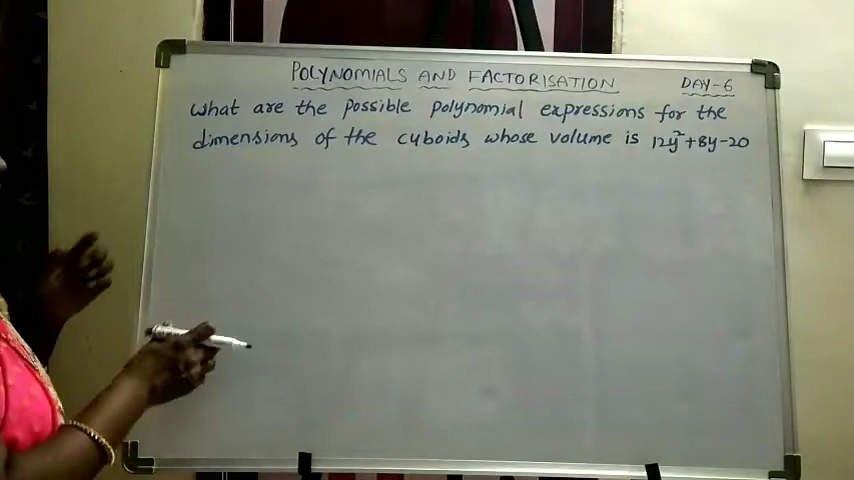 POLYNOMIALS AND FACTORISATION DAY-6
What are the possible polynomial expressions for the
dimensions of the cuboids whose volume is 12y²+8y-20